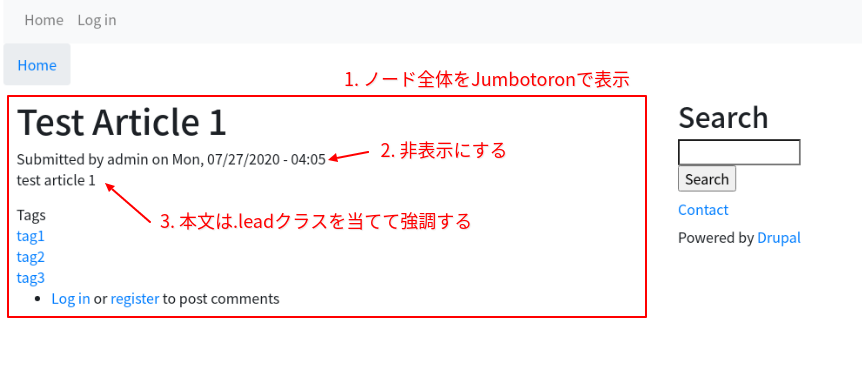 Home Log in
Home
1. ノード全体をJumbotoronで表示
Test Article 1
Submitted by admin on Mon, 07/27/2020 - 04:05
2. 非表示にする
test article 1
3. 本文は.leadクラスを当てて強調する
Tags
tag1
tag2
tag3
Log in or register to post comments
Search
Search
Contact
Powered by Drupal